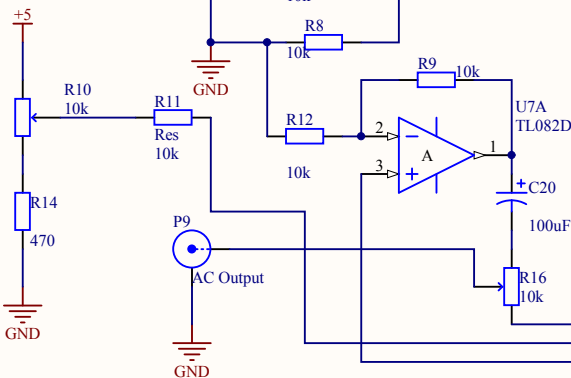 10k
+5
R8
10k
GND
R9
10k
R10
10k
R11
Res
10k
R12
10k
U7A
TL082D
2
3
A
1
R14
470
GND
P9
AC Output
GND
C20
100uF
R16
10k